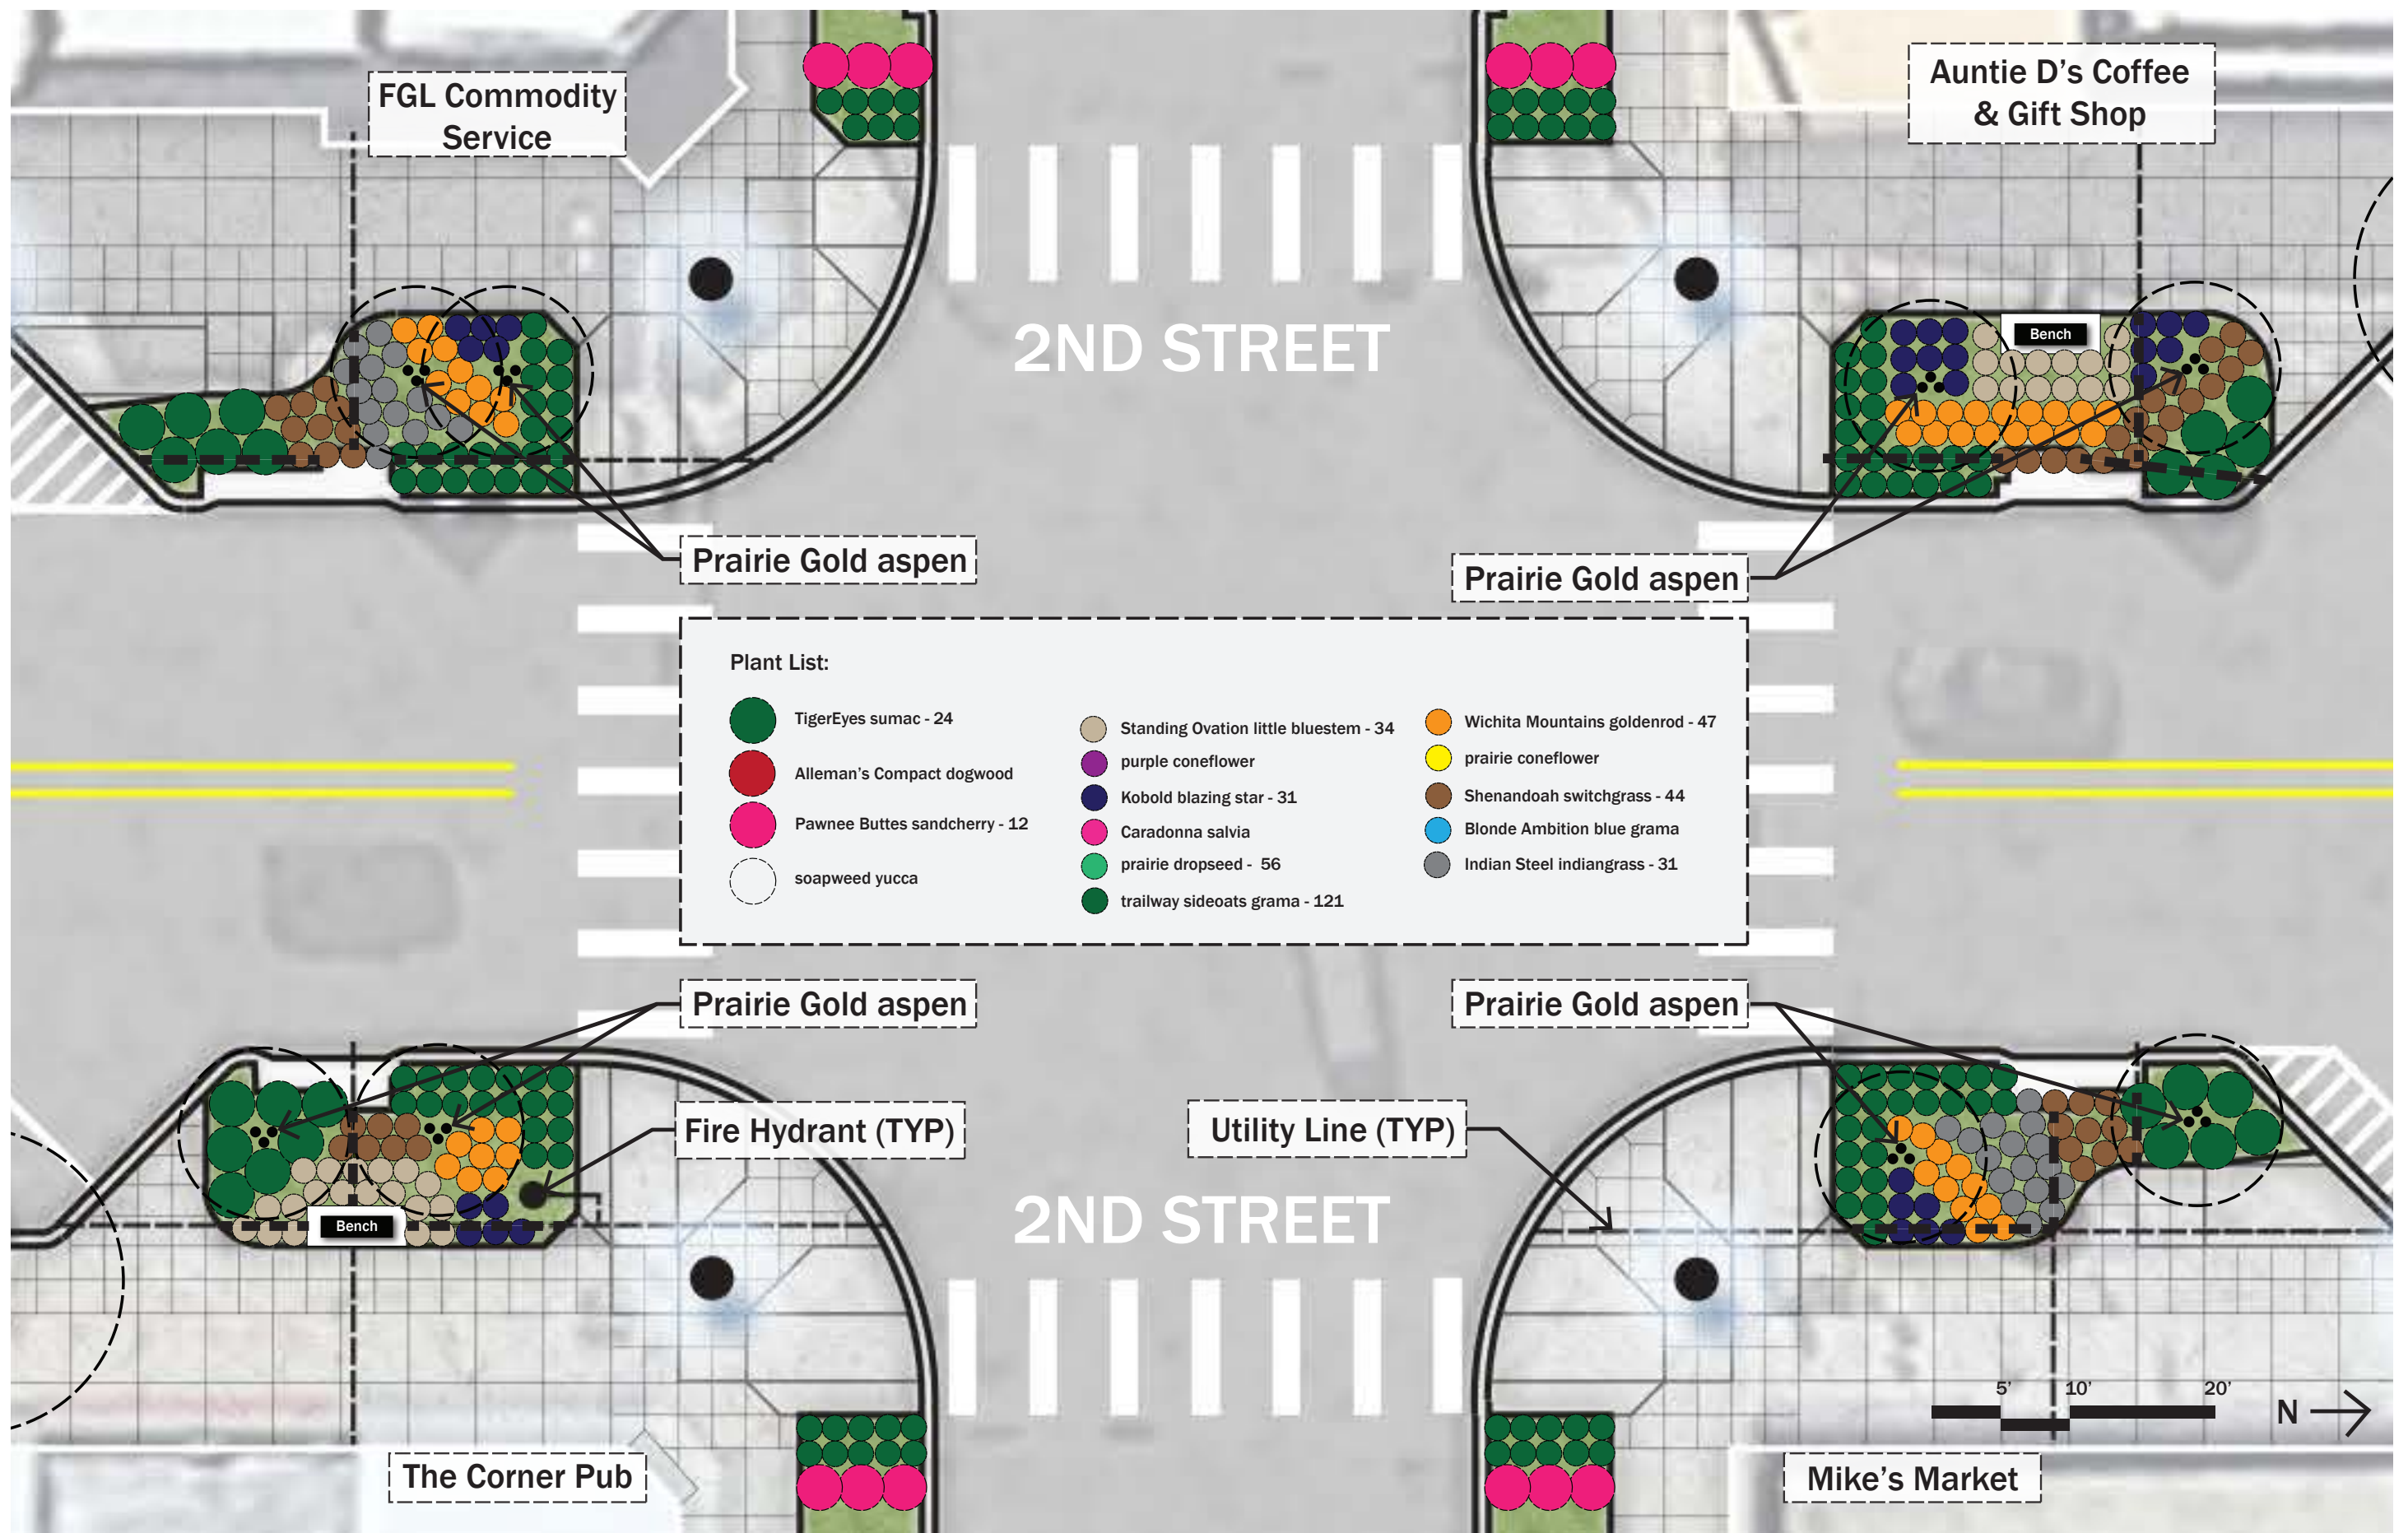 FGL Commodity
Service
Auntie D's Coffee
& Gift Shop
2ND STREET
Bench
Prairie Gold aspen
Prairie Gold aspen
Plant List:
TigerEyes sumac - 24
Alleman's Compact dogwood
Pawnee Buttes sandcherry - 12
soapweed yucca
Standing Ovation little bluestem - 34
purple coneflower
Kobold blazing star - 31
Caradonna salvia
prairie dropseed -  56
trailway sideoats grama - 121
Wichita Mountains goldenrod - 47
prairie coneflower
Shenandoah switchgrass - 44
Blonde Ambition blue grama
Indian Steel indiangrass - 31
Prairie Gold aspen
Prairie Gold aspen
Fire Hydrant (TYP)
Utility Line (TYP)
Bench
2ND STREET
5' 10' 20'
N
The Corner Pub
Mike's Market